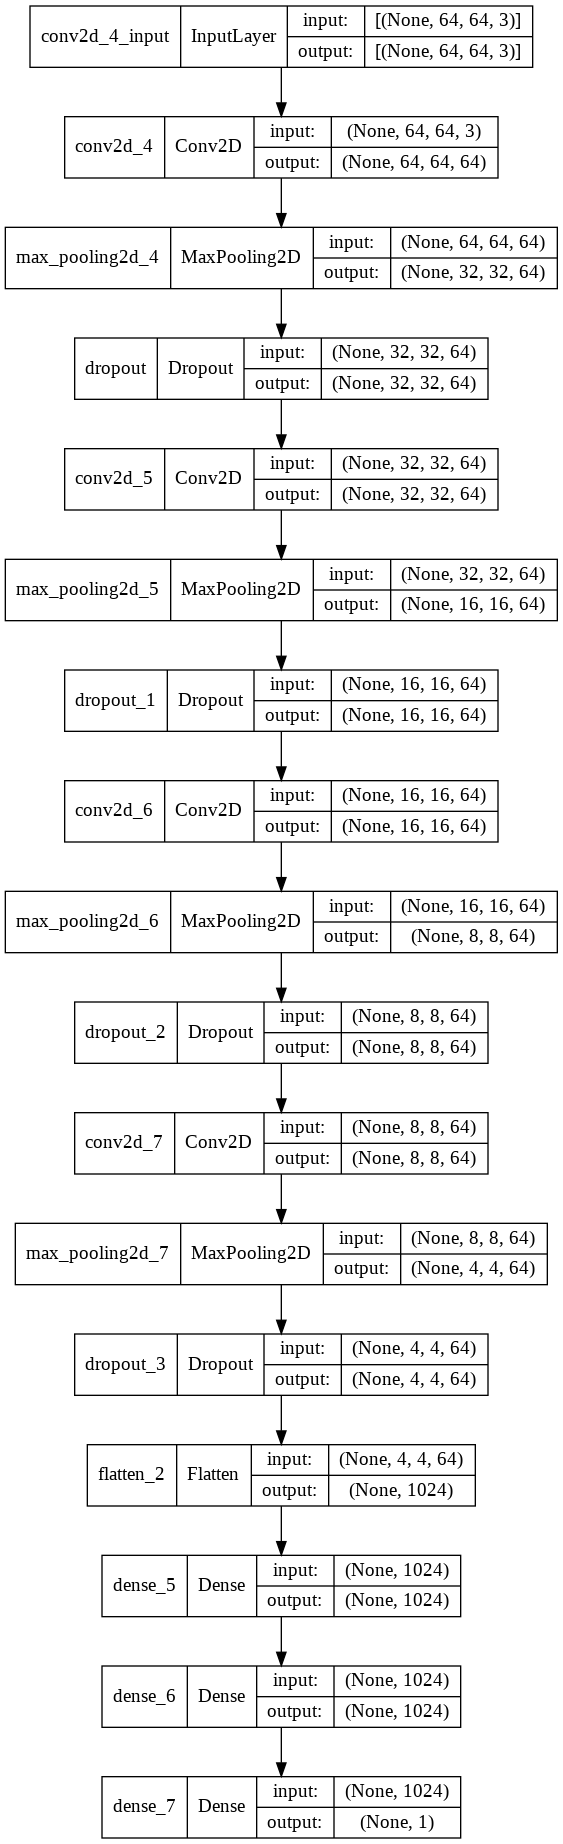 conv2d_4_input InputLayer input: [(None, 64, 64, 3)]
output: [(None, 64, 64, 3)]
conv2d_4 Conv2D input: (None, 64, 64, 3)
output: (None, 64, 64, 64)
max_pooling2d_4 MaxPooling2D input: (None, 64, 64, 64)
output: (None, 32, 32, 64)
dropout Dropout input: (None, 32, 32, 64)
output: (None, 32, 32, 64)
conv2d_5 Conv2D input: (None, 32, 32, 64)
output: (None, 32, 32, 64)
max_pooling2d_5 MaxPooling2D input: (None, 32, 32, 64)
output: (None, 16, 16, 64)
dropout_1 Dropout input: (None, 16, 16, 64)
output: (None, 16, 16, 64)
conv2d_6 Conv2D input: (None, 16, 16, 64)
output: (None, 16, 16, 64)
max_pooling2d_6 MaxPooling2D input: (None, 16, 16, 64)
output: (None, 8, 8, 64)
dropout_2 Dropout input: (None, 8, 8, 64)
output: (None, 8, 8, 64)
conv2d_7 Conv2D input: (None, 8, 8, 64)
output: (None, 8, 8, 64)
max_pooling2d_7 MaxPooling2D input: (None, 8, 8, 64)
output: (None, 4, 4, 64)
dropout_3 Dropout input: (None, 4, 4, 64)
output: (None, 4, 4, 64)
flatten_2 Flatten input: (None, 4, 4, 64)
output: (None, 1024)
dense_5 Dense input: (None, 1024)
output: (None, 1024)
dense_6 Dense input: (None, 1024)
output: (None, 1024)
dense_7 Dense input: (None, 1024)
output: (None, 1)